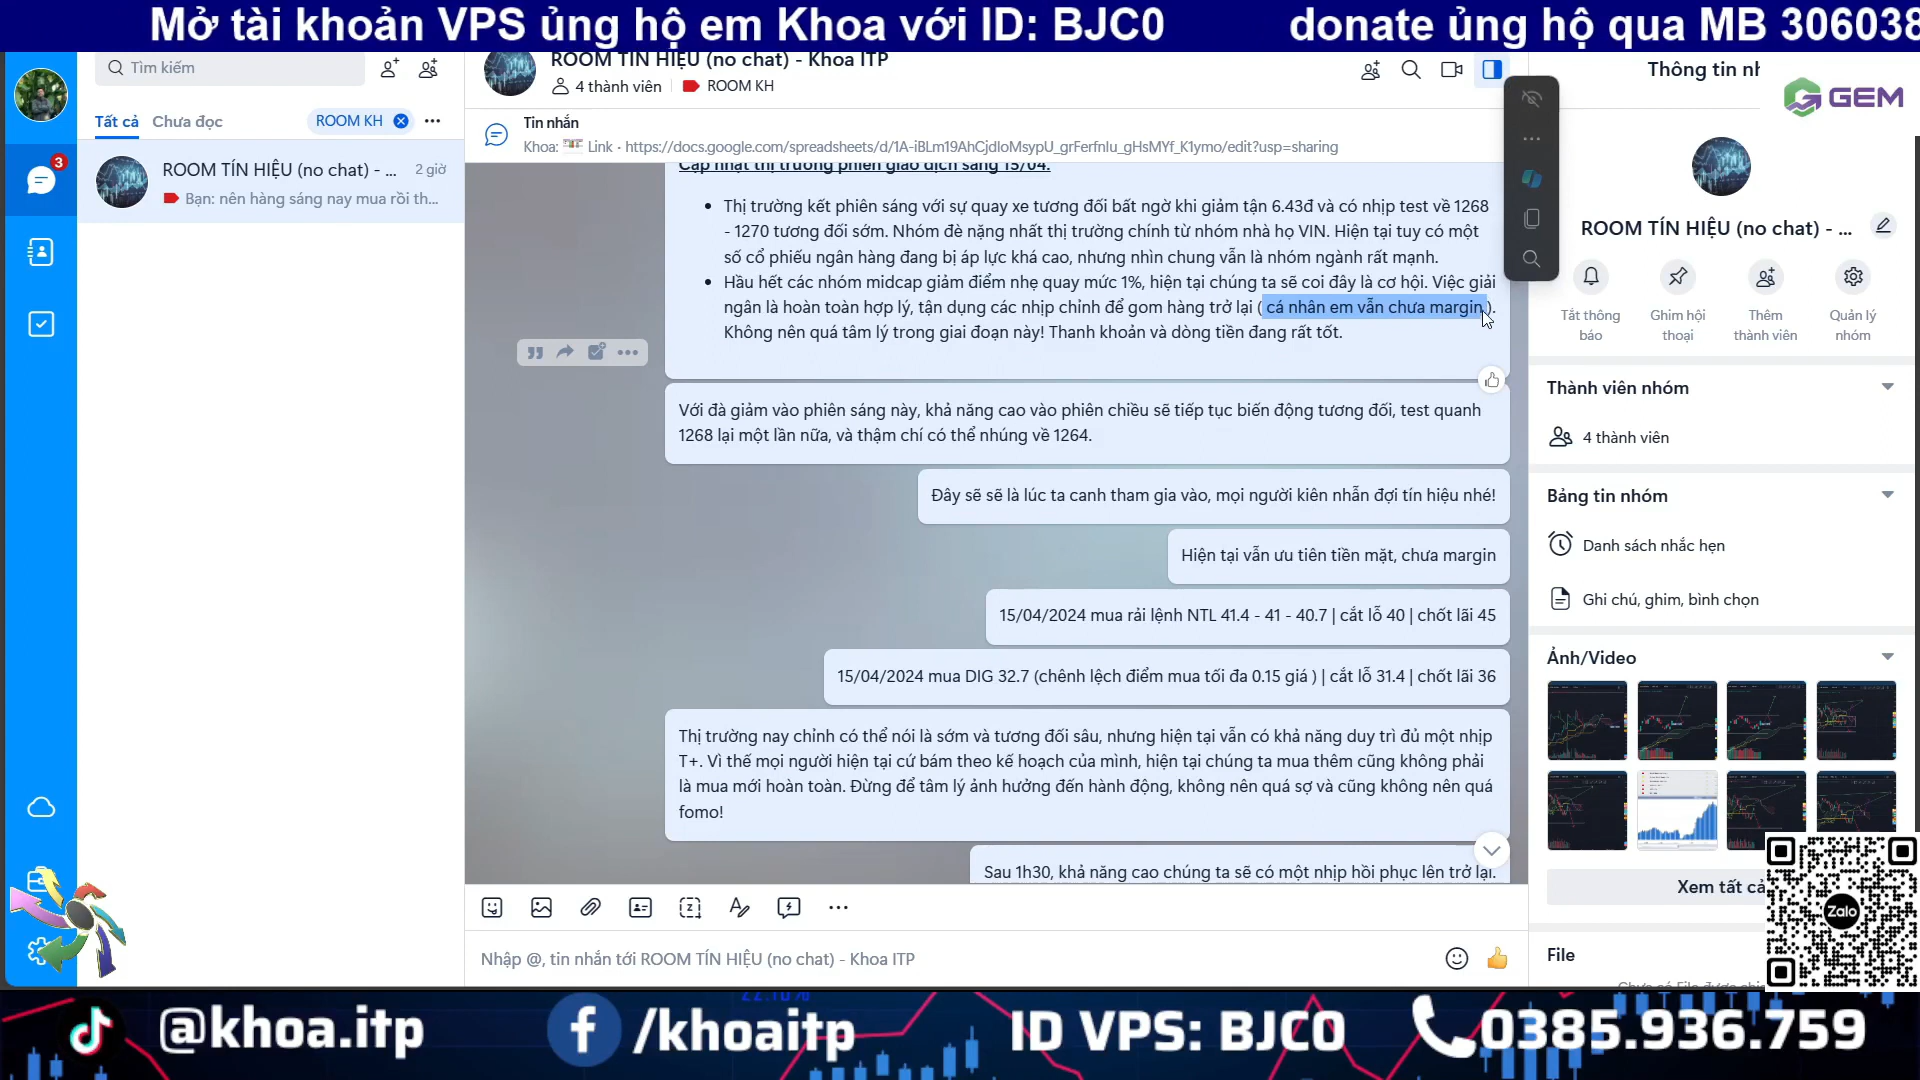 Mở tài khoản VPS ủng hộ em Khoa với ID: BJC0 donate ủng hộ qua MB 306038
Tìm kiếm
ROOM TÍN HIỆU (no chat) - Khoa ITP
4 thành viên ROOM KH
Tất cả Chưa đọc ROOM KH
3
ROOM TÍN HIỆU (no chat) - ... 2 giờ
Bạn: nên hàng sáng nay mua rồi th...
Tin nhắn
Khoa: Link - https://docs.google.com/spreadsheets/d/1A-iBLm19AhCjdloMsypU_grFerfnlu_gHsMYf_K1ymo/edit?usp=sharing
Cập nhật thị trường phiên giao dịch sáng 15/04:
• Thị trường kết phiên sáng với sự quay xe tương đối bất ngờ khi giảm tận 6.43đ và có nhịp test về 1268
- 1270 tương đối sớm. Nhóm đè nặng nhất thị trường chính từ nhóm nhà họ VIN. Hiện tại tuy có một
số cổ phiếu ngân hàng đang bị áp lực khá cao, nhưng nhìn chung vẫn là nhóm ngành rất mạnh.
• Hầu hết các nhóm midcap giảm điểm nhẹ quay mức 1%, hiện tại chúng ta sẽ coi đây là cơ hội. Việc giải
ngân là hoàn toàn hợp lý, tận dụng các nhịp chỉnh để gom hàng trở lại ( cá nhân em vẫn chưa margin ).
Không nên quá tâm lý trong giai đoạn này! Thanh khoản và dòng tiền đang rất tốt.
Với đà giảm vào phiên sáng này, khả năng cao vào phiên chiều sẽ tiếp tục biến động tương đối, test quanh
1268 lại một lần nữa, và thậm chí có thể nhúng về 1264.
Đây sẽ sẽ là lúc ta canh tham gia vào, mọi người kiên nhẫn đợi tín hiệu nhé!
Hiện tại vẫn ưu tiên tiền mặt, chưa margin
15/04/2024 mua rải lệnh NTL 41.4 - 41 - 40.7 | cắt lỗ 40 | chốt lãi 45
15/04/2024 mua DIG 32.7 (chênh lệch điểm mua tối đa 0.15 giá ) | cắt lỗ 31.4 | chốt lãi 36
Thị trường nay chỉnh có thể nói là sớm và tương đối sâu, nhưng hiện tại vẫn có khả năng duy trì đủ một nhịp
T+. Vì thế mọi người hiện tại cứ bám theo kế hoạch của mình, hiện tại chúng ta mua thêm cũng không phải
là mua mới hoàn toàn. Đừng để tâm lý ảnh hưởng đến hành động, không nên quá sợ và cũng không nên quá
fomo!
Sau 1h30, khả năng cao chúng ta sẽ có một nhịp hồi phục lên trở lại.
Nhập @, tin nhắn tới ROOM TÍN HIỆU (no chat) - Khoa ITP
Thông tin nh
GEM
ROOM TÍN HIỆU (no chat) - ...
Tắt thông báo
Ghim hội thoại
Thêm thành viên
Quản lý nhóm
Thành viên nhóm
4 thành viên
Bảng tin nhóm
Danh sách nhắc hẹn
Ghi chú, ghim, bình chọn
Ảnh/Video
Xem tất cả
Zalo
File
@khoa.itp /khoaitp ID VPS: BJC0 0385.936.759